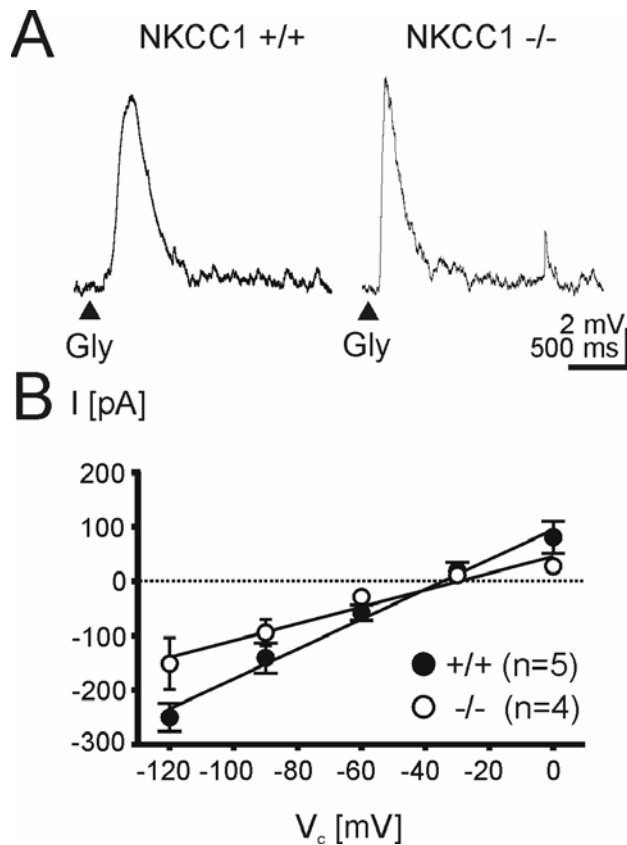 A
NKCC1 +/+ NKCC1 -/-
Gly Gly
2 mV
500 ms
B
I [pA]
200
100
0
-100
-200
-300
+/+ (n=5)
-/- (n=4)
-120 -100 -80 -60 -40 -20 0
Vc [mV]